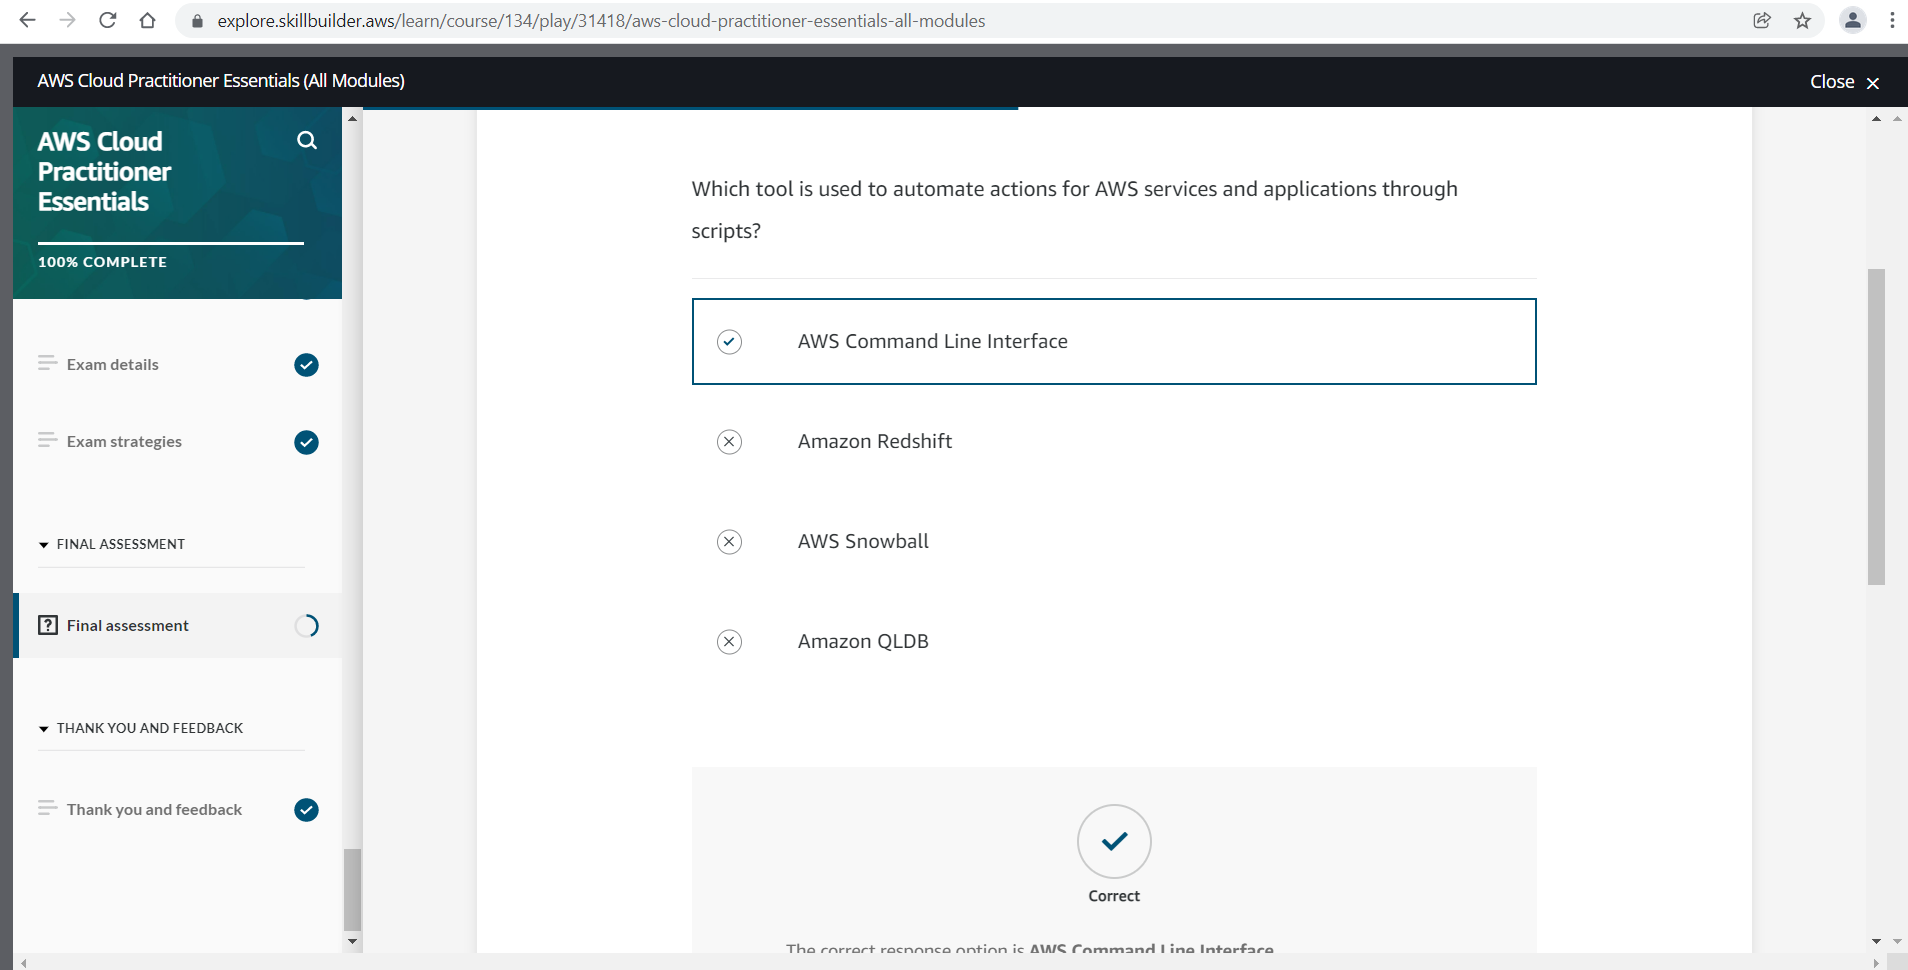 explore.skillbuilder.aws/learn/course/134/play/31418/aws-cloud-practitioner-essentials-all-modules
AWS Cloud Practitioner Essentials (All Modules)
Close
AWS Cloud
Practitioner
Essentials
100% COMPLETE
Exam details
Exam strategies
FINAL ASSESSMENT
Final assessment
THANK YOU AND FEEDBACK
Thank you and feedback
Which tool is used to automate actions for AWS services and applications through
scripts?
AWS Command Line Interface
Amazon Redshift
AWS Snowball
Amazon QLDB
Correct
The correct response option is AWS Command Line Interface